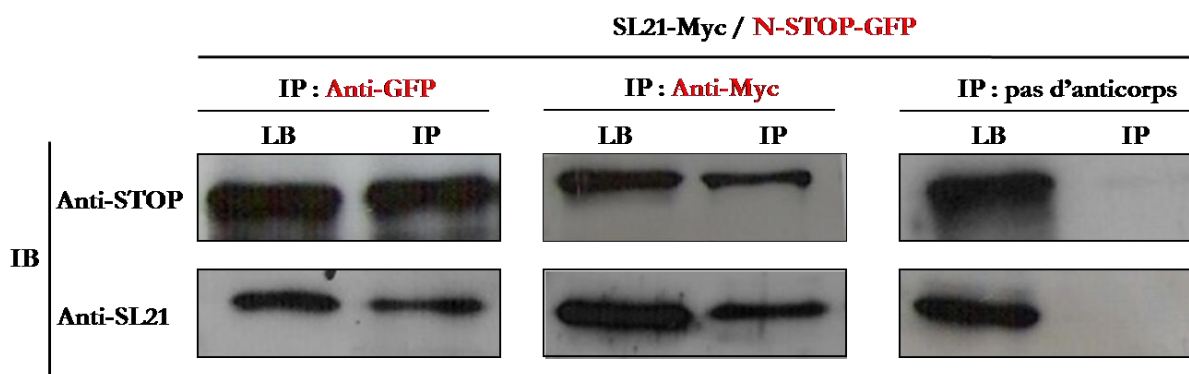 SL21-Myc / N-STOP-GFP
IP : Anti-GFP IP : Anti-Myc IP : pas d'anticorps
LB IP LB IP LB IP
Anti-STOP
IB
Anti-SL21